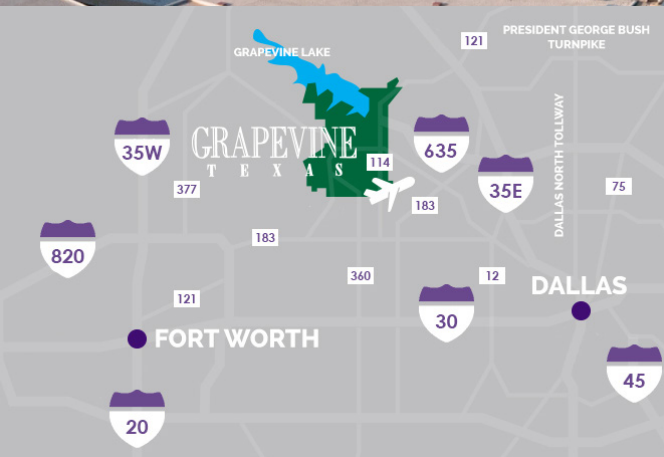 PRESIDENT GEORGE BUSH
TURNPIKE
121
GRAPEVINE LAKE
DALLAS NORTH TOLLWAY
35W
GRAPEVINE
TEXAS
635
114
35E
377
75
183
183
820
360
12
DALLAS
121
30
FORT WORTH
45
20